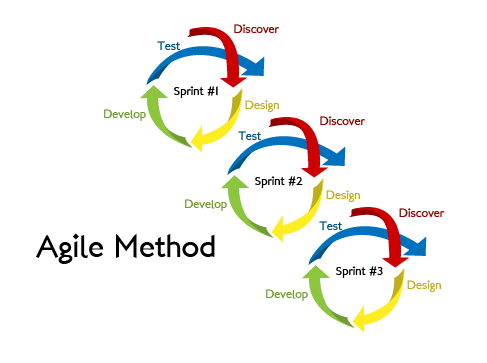 Discover
Test
Sprint #1
Design
Develop
Discover
Test
Sprint #2
Design
Develop
Discover
Test
Agile Method
Sprint #3
Design
Develop